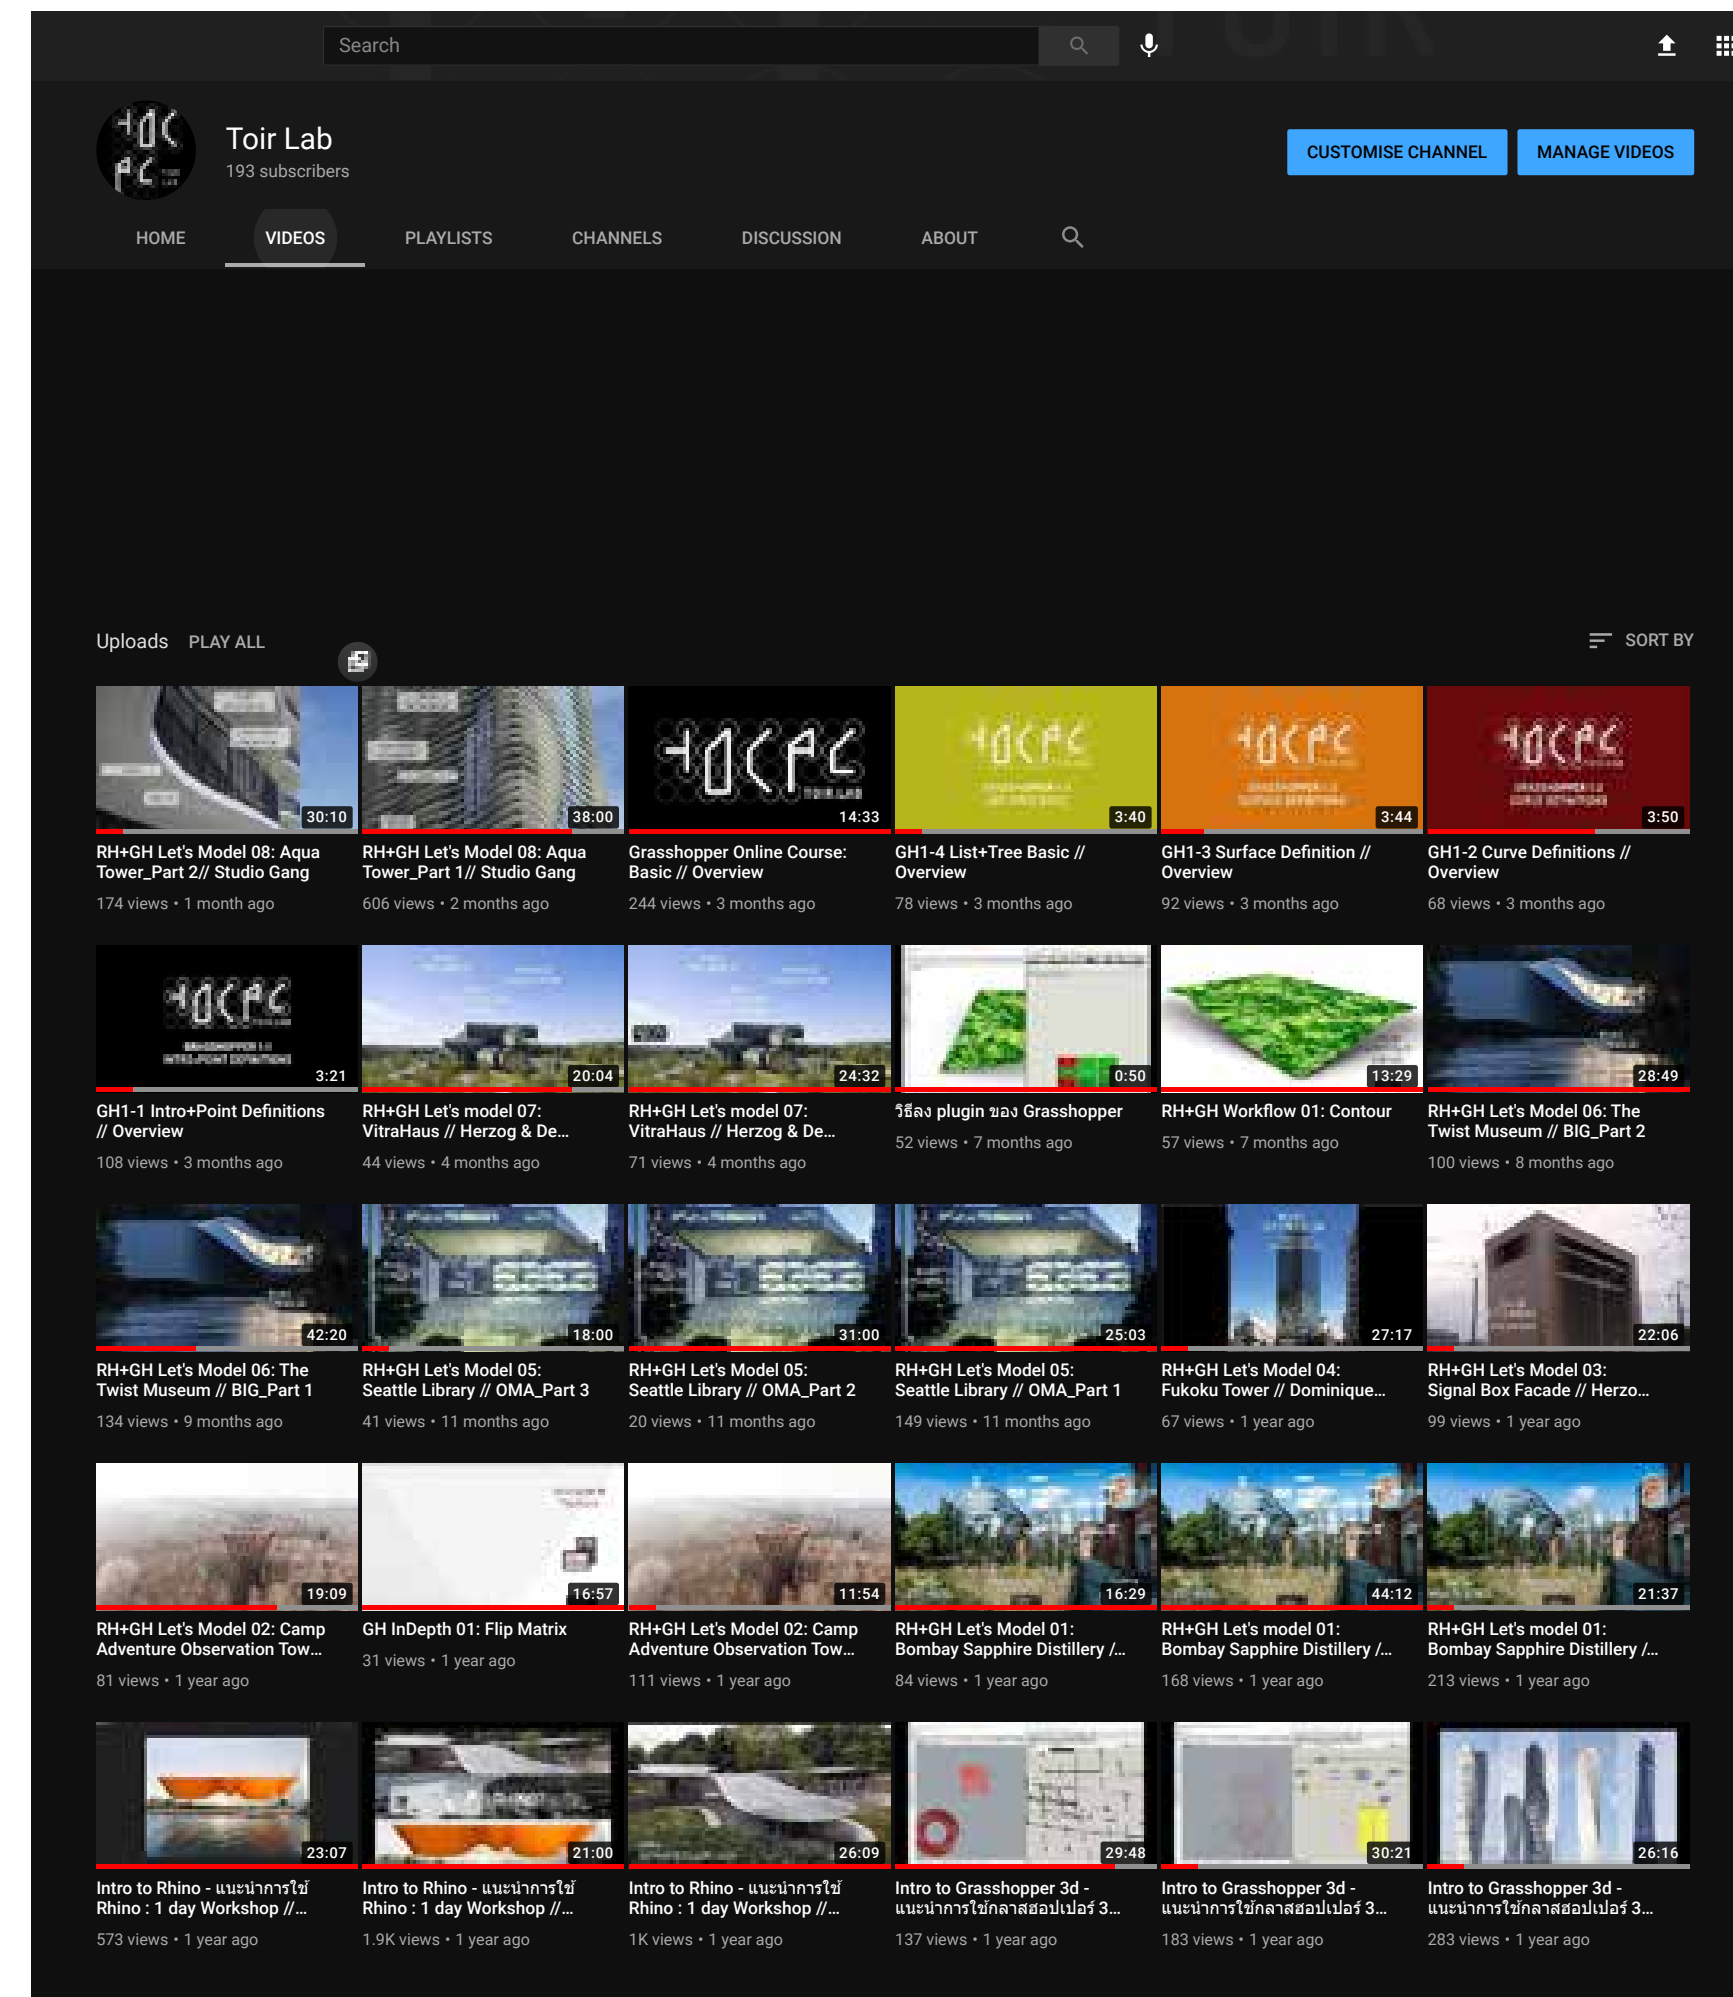 Search
Toir Lab
193 subscribers
CUSTOMISE CHANNEL
MANAGE VIDEOS
HOME
VIDEOS
PLAYLISTS
CHANNELS
DISCUSSION
ABOUT
Uploads
PLAY ALL
SORT BY
30:10
38:00
14:33
3:40
3:44
3:50
RH+GH Let's Model 08: Aqua
Tower_Part 2// Studio Gang
174 views • 1 month ago
RH+GH Let's Model 08: Aqua
Tower_Part 1// Studio Gang
606 views • 2 months ago
Grasshopper Online Course:
Basic // Overview
244 views • 3 months ago
GH1-4 List+Tree Basic //
Overview
78 views • 3 months ago
GH1-3 Surface Definition //
Overview
92 views • 3 months ago
GH1-2 Curve Definitions //
Overview
68 views • 3 months ago
3:21
20:04
24:32
0:50
13:29
28:49
GH1-1 Intro+Point Definitions
// Overview
108 views • 3 months ago
RH+GH Let's model 07:
VitraHaus // Herzog & De...
44 views • 4 months ago
RH+GH Let's model 07:
VitraHaus // Herzog & De...
71 views • 4 months ago
วิธีลง plugin ของ Grasshopper
52 views • 7 months ago
RH+GH Workflow 01: Contour
57 views • 7 months ago
RH+GH Let's Model 06: The
Twist Museum // BIG_Part 2
100 views • 8 months ago
42:20
18:00
31:00
25:03
27:17
22:06
RH+GH Let's Model 06: The
Twist Museum // BIG_Part 1
134 views • 9 months ago
RH+GH Let's Model 05:
Seattle Library // OMA_Part 3
41 views • 11 months ago
RH+GH Let's Model 05:
Seattle Library // OMA_Part 2
20 views • 11 months ago
RH+GH Let's Model 05:
Seattle Library // OMA_Part 1
149 views • 11 months ago
RH+GH Let's Model 04:
Fukoku Tower // Dominique...
67 views • 1 year ago
RH+GH Let's Model 03:
Signal Box Facade // Herzo...
99 views • 1 year ago
19:09
16:57
11:54
16:29
44:12
21:37
RH+GH Let's Model 02: Camp
Adventure Observation Tow...
81 views • 1 year ago
GH InDepth 01: Flip Matrix
31 views • 1 year ago
RH+GH Let's Model 02: Camp
Adventure Observation Tow...
111 views • 1 year ago
RH+GH Let's Model 01:
Bombay Sapphire Distillery /...
84 views • 1 year ago
RH+GH Let's model 01:
Bombay Sapphire Distillery /...
168 views • 1 year ago
RH+GH Let's model 01:
Bombay Sapphire Distillery /...
213 views • 1 year ago
23:07
21:00
26:09
29:48
30:21
26:16
Intro to Rhino - แนะนำการใช้
Rhino : 1 day Workshop //...
573 views • 1 year ago
Intro to Rhino - แนะนำการใช้
Rhino : 1 day Workshop //...
1.9K views • 1 year ago
Intro to Rhino - แนะนำการใช้
Rhino : 1 day Workshop //...
1K views • 1 year ago
Intro to Grasshopper 3d -
แนะนำการใช้กลาสฮอปเปอร์ 3...
137 views • 1 year ago
Intro to Grasshopper 3d -
แนะนำการใช้กลาสฮอปเปอร์ 3...
183 views • 1 year ago
Intro to Grasshopper 3d -
แนะนำการใช้กลาสฮอปเปอร์ 3...
283 views • 1 year ago